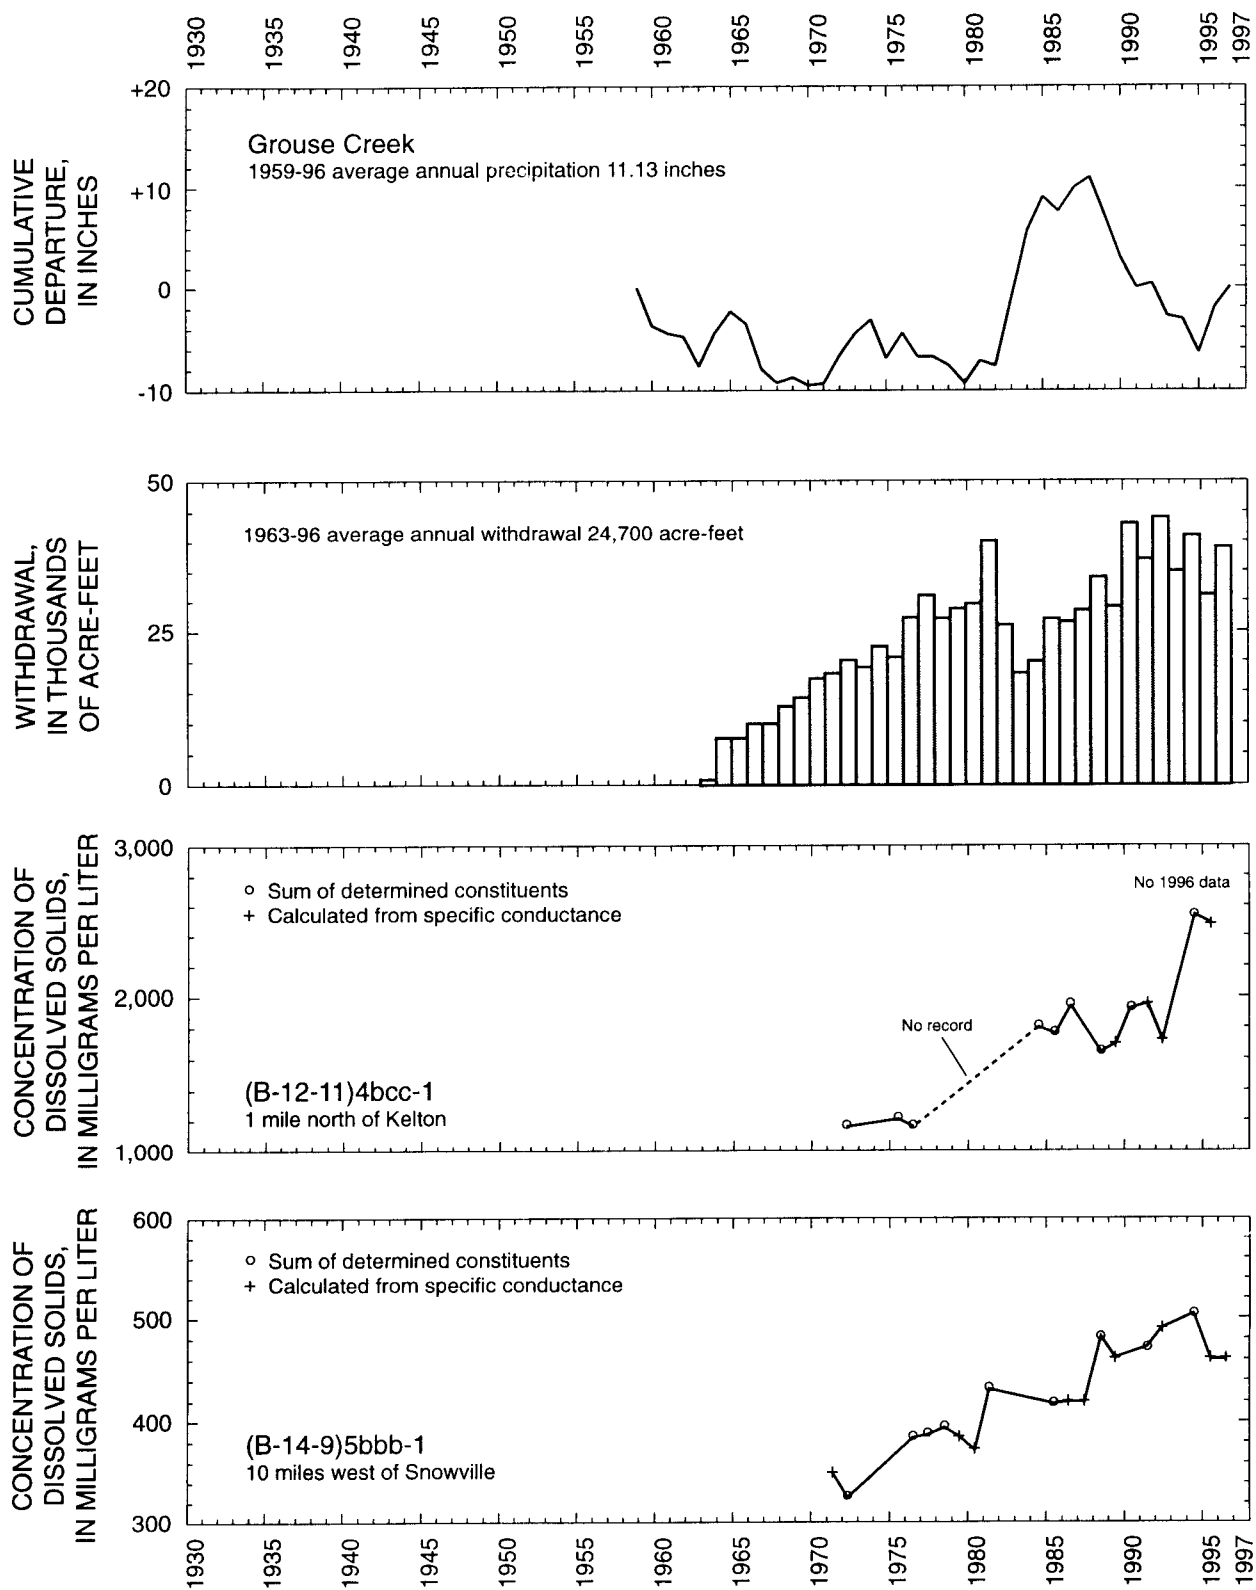 1930
1935
1940
1945
1950
1955
1960
1965
1970
1975
1980
1985
1990
1995
1997
CUMULATIVE
DEPARTURE,
IN INCHES
+20
+10
0
-10
Grouse Creek
1959-96 average annual precipitation 11.13 inches
WITHDRAWAL,
IN THOUSANDS
OF ACRE-FEET
50
25
0
1963-96 average annual withdrawal 24,700 acre-feet
CONCENTRATION OF
DISSOLVED SOLIDS,
IN MILLIGRAMS PER LITER
3,000
2,000
1,000
Sum of determined constituents
+ Calculated from specific conductance
No 1996 data
No record
(B-12-11)4bcc-1
1 mile north of Kelton
CONCENTRATION OF
DISSOLVED SOLIDS,
IN MILLIGRAMS PER LITER
600
500
400
300
Sum of determined constituents
+ Calculated from specific conductance
(B-14-9)5bbb-1
10 miles west of Snowville
1930
1935
1940
1945
1950
1955
1960
1965
1970
1975
1980
1985
1990
1995
1997